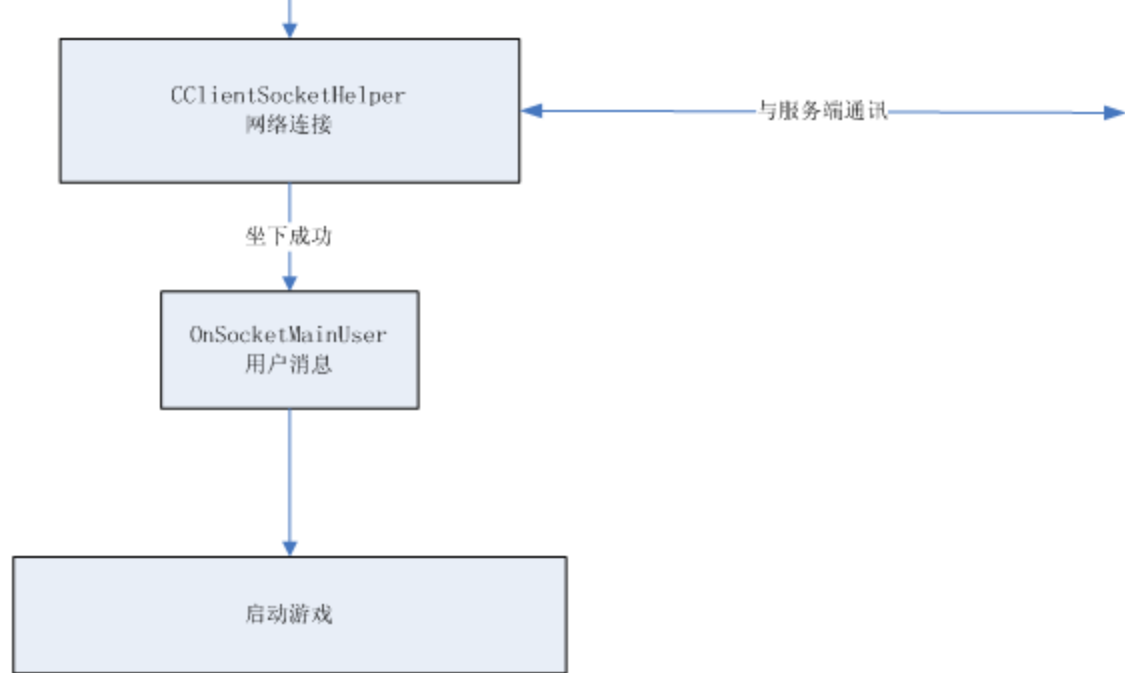 CClientSocketHelper
网络连接
与服务端通讯
坐下成功
OnSocketMainUser
用户消息
启动游戏